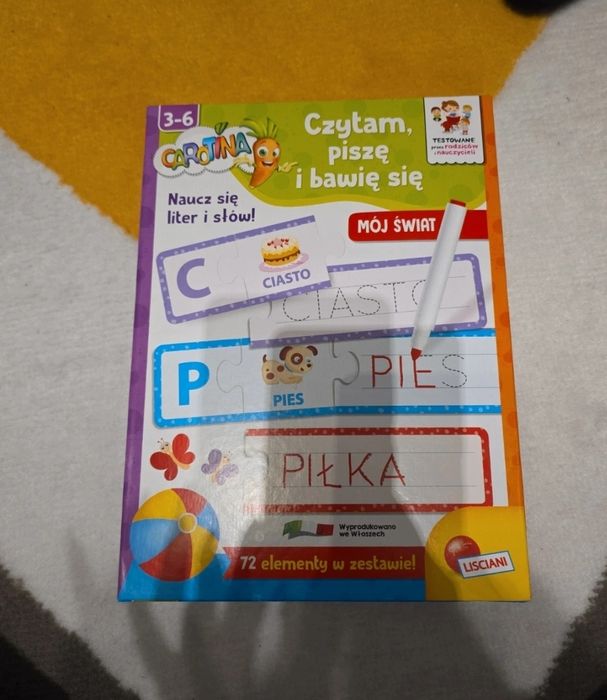 3-6
CAROTINA
Czytam,
piszę
i bawię się
TESTOWANE
przez rodziców
i nauczycieli
Naucz się
liter i słów!
MÓJ ŚWIAT
C
CIASTO
CIASTO
P
PIES
PIES
PIŁKA
Wyprodukowano
we Włoszech
72 elementy w zestawie!
LISCIANI